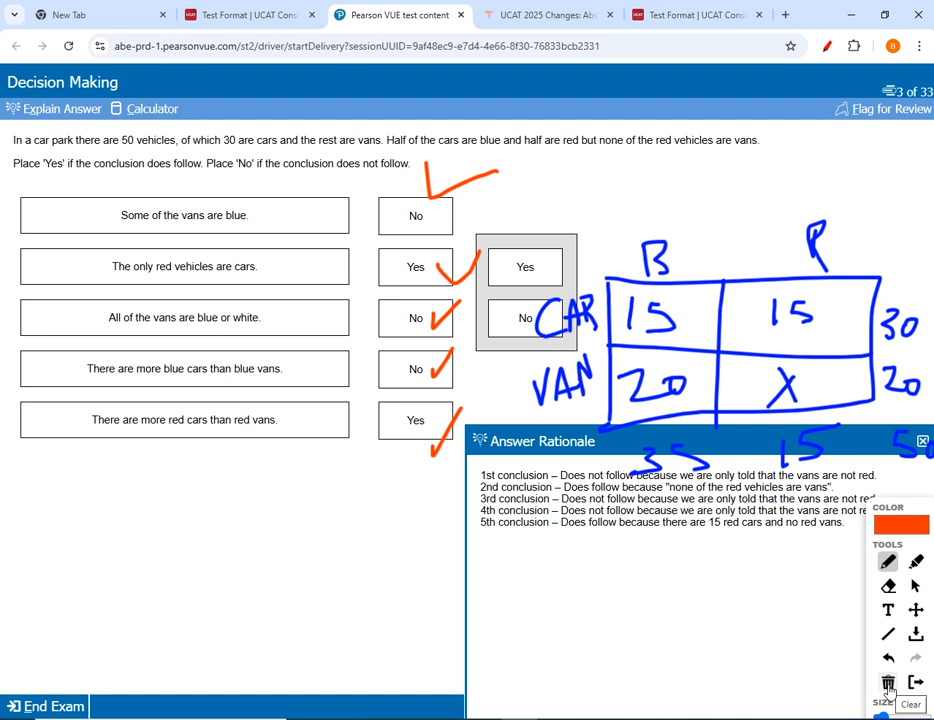 New Tab
Test Format | UCAT Cons
Pearson VUE test content
UCAT 2025 Changes: Abs
Test Format | UCAT Cons
abe-prd-1.pearsonvue.com/st2/driver/startDelivery?sessionUUID=9af48ec9-e7d4-4e66-8f30-76833bcb2331
B
Decision Making
3 of 33
Explain Answer
Calculator
Flag for Review
In a car park there are 50 vehicles, of which 30 are cars and the rest are vans. Half of the cars are blue and half are red but none of the red vehicles are vans.
Place 'Yes' if the conclusion does follow. Place 'No' if the conclusion does not follow.
Some of the vans are blue.
No
The only red vehicles are cars.
Yes
All of the vans are blue or white.
No
There are more blue cars than blue vans.
No
There are more red cars than red vans.
Yes
Yes
No
B R
CAR 15 15 30
VAN 20 X 20
35 15 50
Answer Rationale
1st conclusion – Does not follow because we are only told that the vans are not red.
2nd conclusion – Does follow because "none of the red vehicles are vans".
3rd conclusion – Does not follow because we are only told that the vans are not red.
4th conclusion – Does not follow because we are only told that the vans are not re
5th conclusion – Does follow because there are 15 red cars and no red vans.
COLOR
TOOLS
T
SIZE
Clear
End Exam